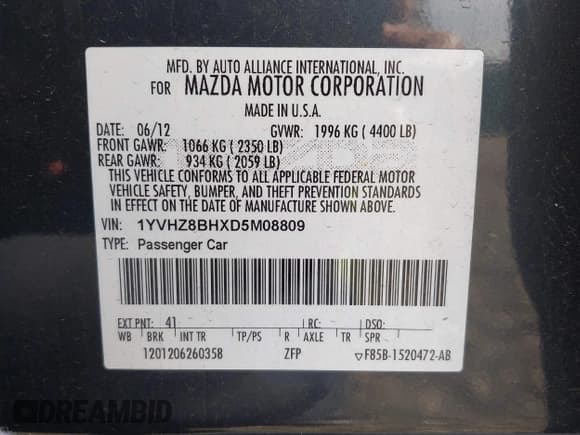 MFD. BY AUTO ALLIANCE INTERNATIONAL, INC.
FOR MAZDA MOTOR CORPORATION
MADE IN U.S.A.
DATE: 06/12 GVWR: 1996 KG ( 4400 LB)
FRONT GAWR: 1066 KG ( 2350 LB)
REAR GAWR: 934 KG ( 2059 LB)
THIS VEHICLE CONFORMS TO ALL APPLICABLE FEDERAL MOTOR
VEHICLE SAFETY, BUMPER, AND THEFT PREVENTION STANDARDS
IN EFFECT ON THE DATE OF MANUFACTURE SHOWN ABOVE.
VIN: 1YVHZ8BHXD5M08809
TYPE: Passenger Car
EXT PNT: 41 RC: DSO:
WB BRK INT TR TP/PS R AXLE TR SPR
1201206260358 ZFP ▽F85B-1520472-AB
DREAMBID